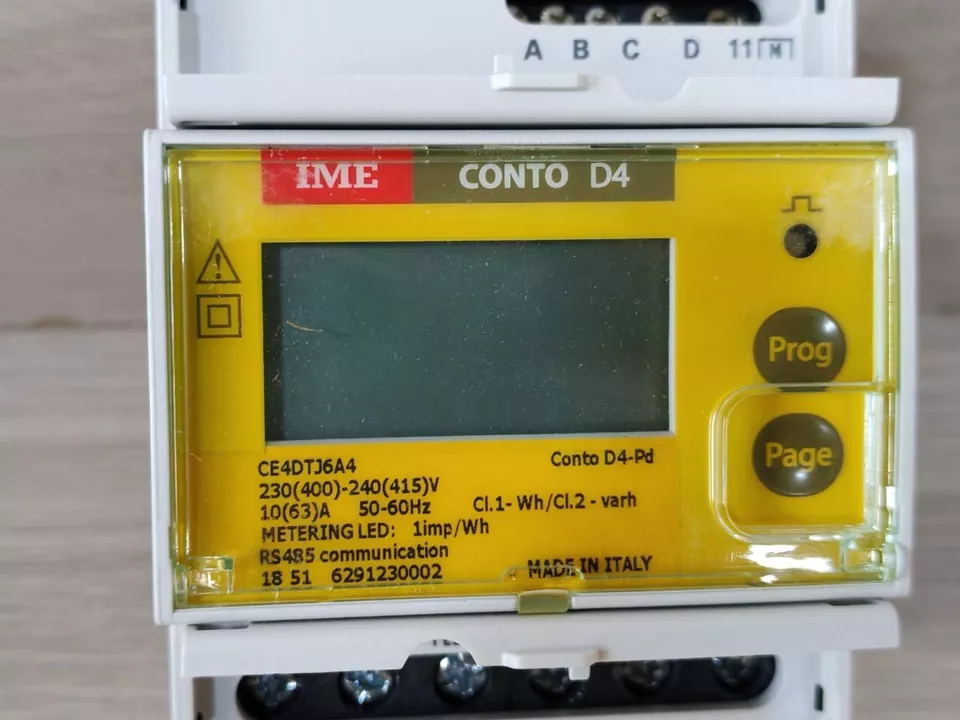 A B C D 11 M
IME CONTO D4
Prog
Page
CE4DTJ6A4 Conto D4-Pd
230(400)-240(415)V
10(63)A 50-60Hz Cl.1- Wh/Cl.2 - varh
METERING LED: 1imp/Wh
RS485 communication
18 51 6291230002 MADE IN ITALY